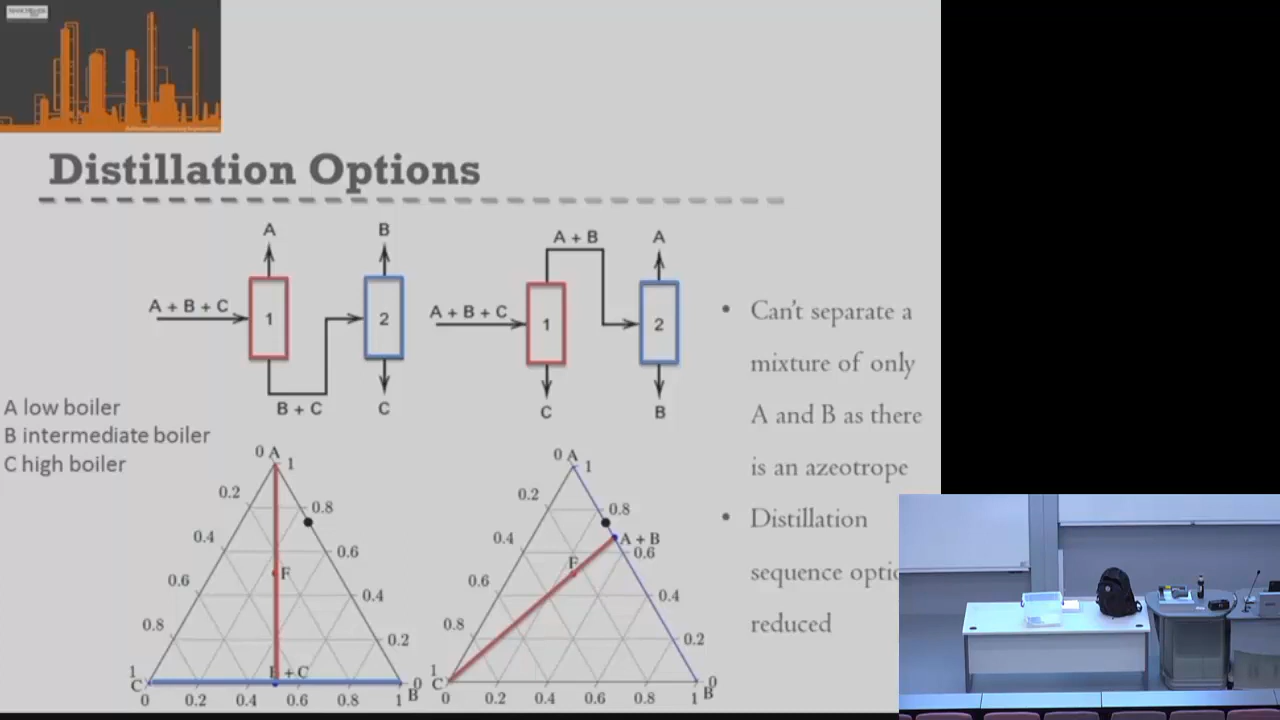 Distillation Options
A
B
A + B
A
A + B + C
1
2
A + B + C
1
2
B + C
C
C
B
A low boiler
B intermediate boiler
C high boiler
• Can't separate a
mixture of only
A and B as there
is an azeotrope
• Distillation
sequence optio
reduced
0 A 1
0.2
0.8
0.4
0.6
F
0.6
0.4
0.8
0.2
B + C
1
C
0
B
0 0.2 0.4 0.6 0.8 1
0 A 1
0.2
0.8
0.4
A + B
0.6
F
0.6
0.4
0.8
0.2
1
C
0
B
0 0.2 0.4 0.6 0.8 1